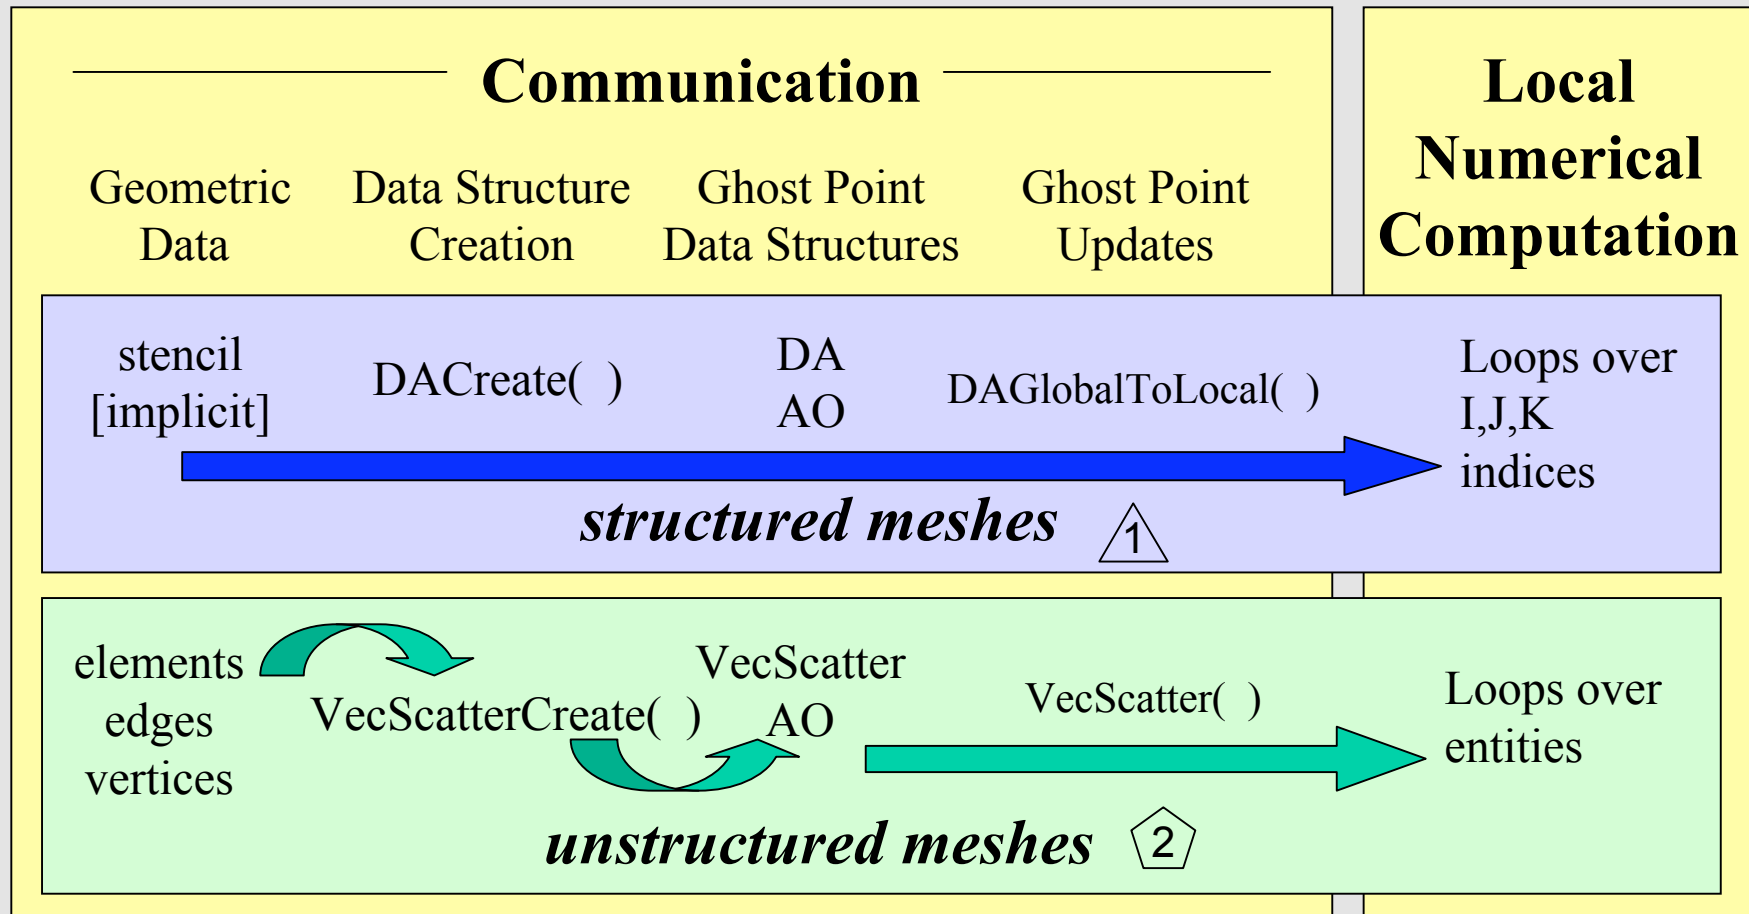 Communication
Local
Numerical
Computation
Geometric
Data
Data Structure
Creation
Ghost Point
Data Structures
Ghost Point
Updates
stencil
[implicit]
DACreate( )
DA
AO
DAGlobalToLocal( )
Loops over
I,J,K
indices
structured meshes 1
elements
edges
vertices
VecScatterCreate( )
VecScatter
AO
VecScatter( )
Loops over
entities
unstructured meshes 2